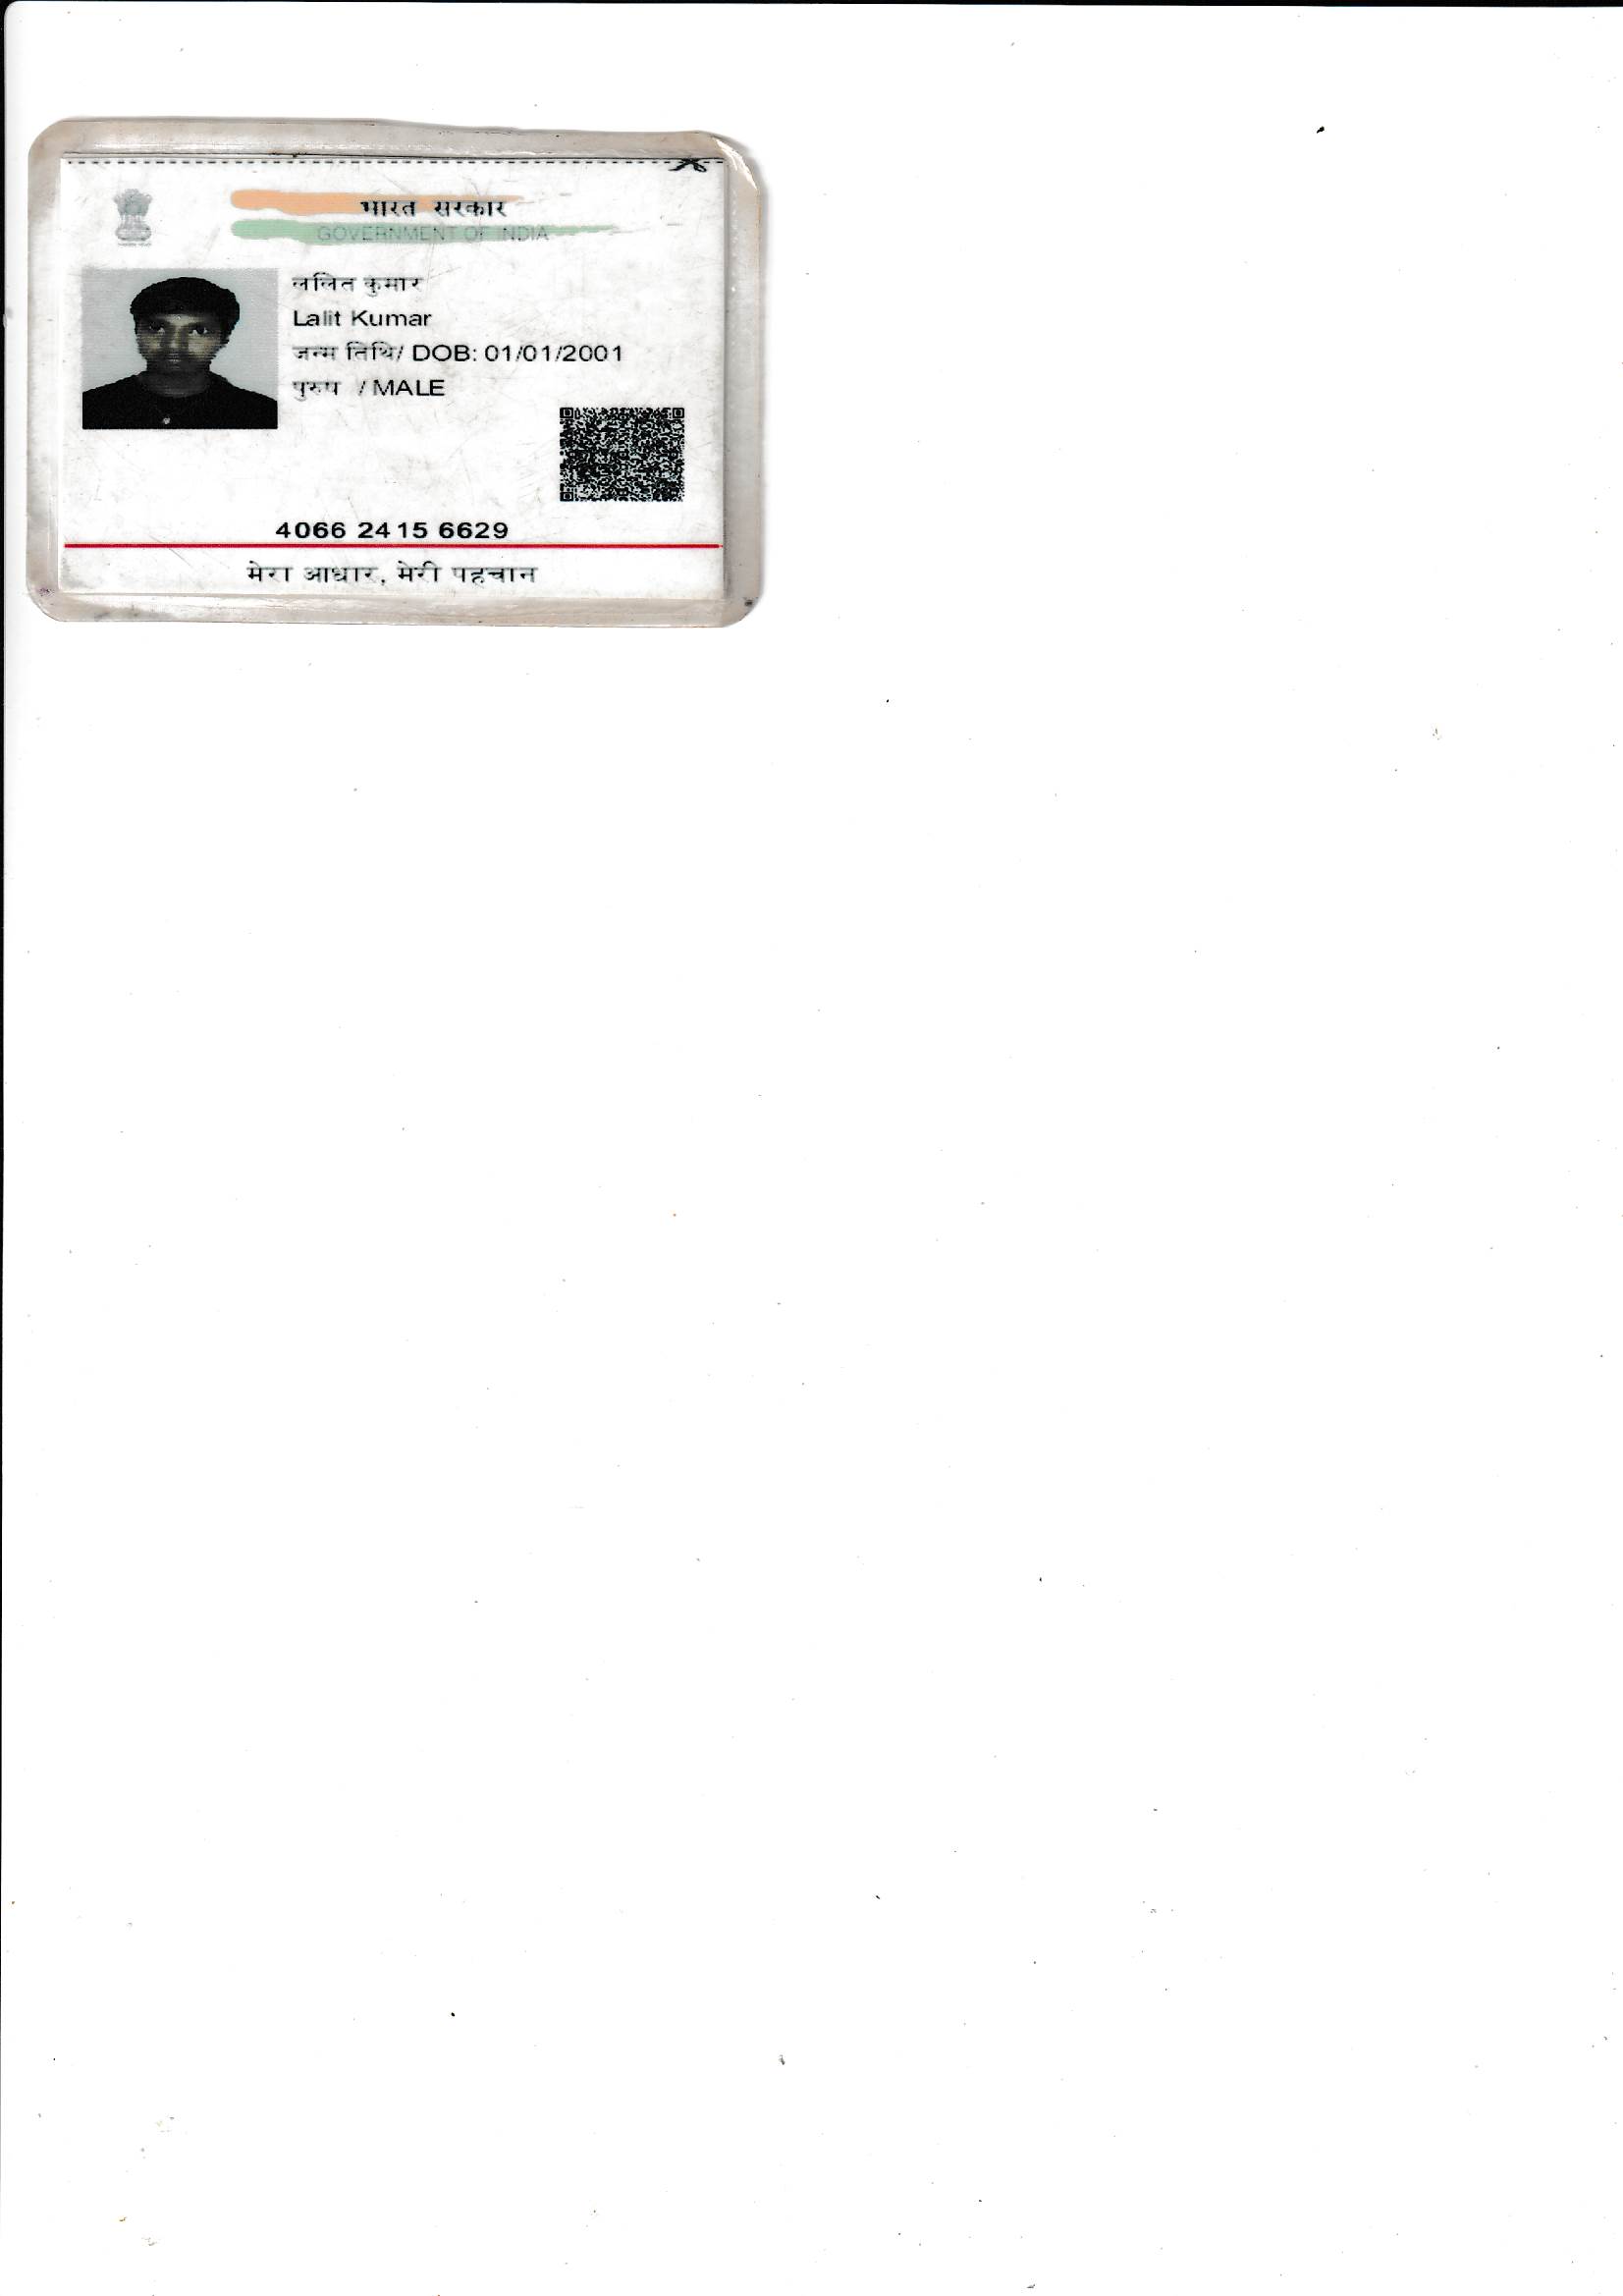 भारत सरकार
GOVERNMENT OF INDIA
ललित कुमार
Lalit Kumar
जन्म तिथि/ DOB: 01/01/2001
पुरुष / MALE
4066 2415 6629
मेरा आधार, मेरी पहचान